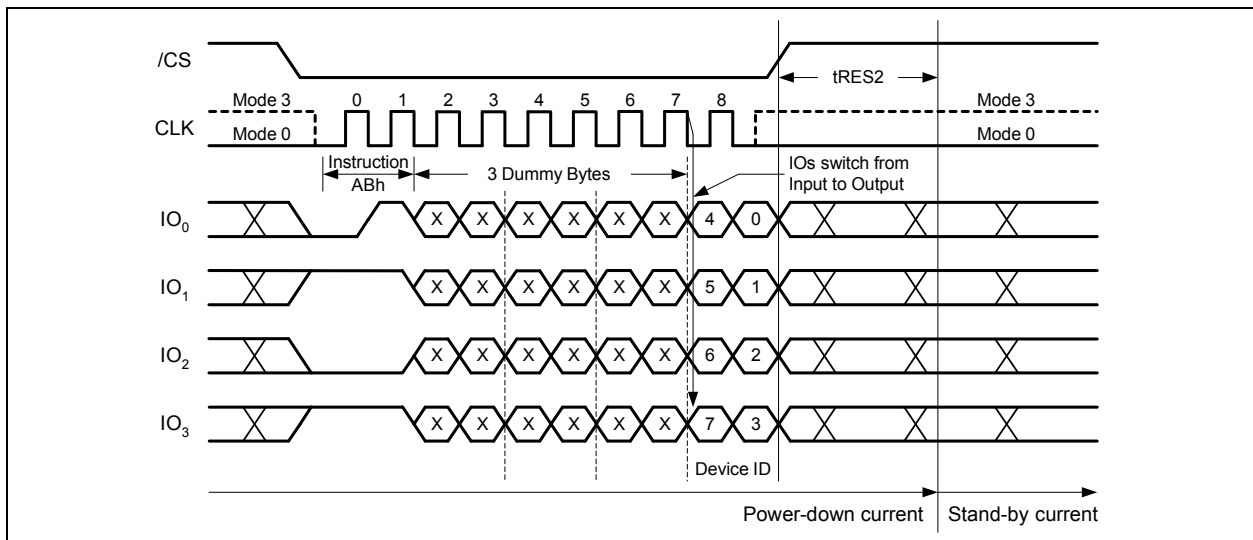 /CS
tRES2
Mode 3 0 1 2 3 4 5 6 7 8 Mode 3
CLK
Mode 0 Mode 0
Instruction
ABh
3 Dummy Bytes
IOs switch from
Input to Output
IO0 X X X X X X 4 0
IO1 X X X X X X 5 1
IO2 X X X X X X 6 2
IO3 X X X X X X 7 3
Device ID
Power-down current Stand-by current